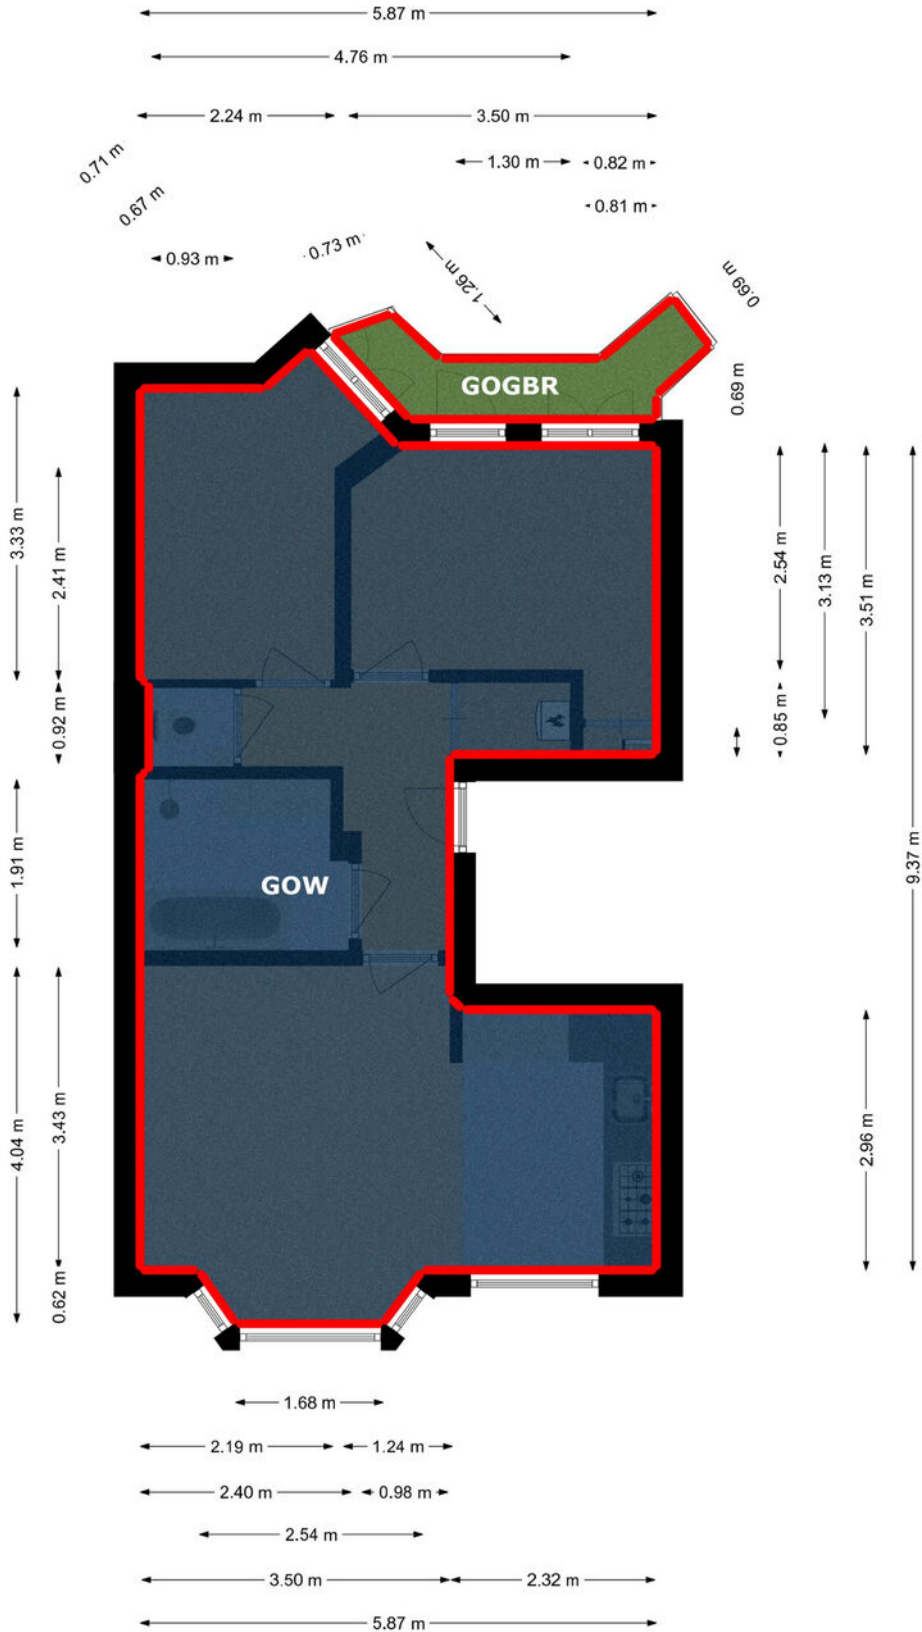 5.87 m
4.76 m
2.24 m
3.50 m
0.71 m
1.30 m
0.82 m
0.67 m
0.81 m
0.73 m
0.93 m
1.26 m
0.69 m
GOGBR
0.69 m
3.33 m
2.41 m
2.54 m
3.13 m
3.51 m
0.92 m
0.85 m
1.91 m
GOW
9.37 m
4.04 m
3.43 m
2.96 m
0.62 m
1.68 m
2.19 m
1.24 m
2.40 m
0.98 m
2.54 m
3.50 m
2.32 m
5.87 m